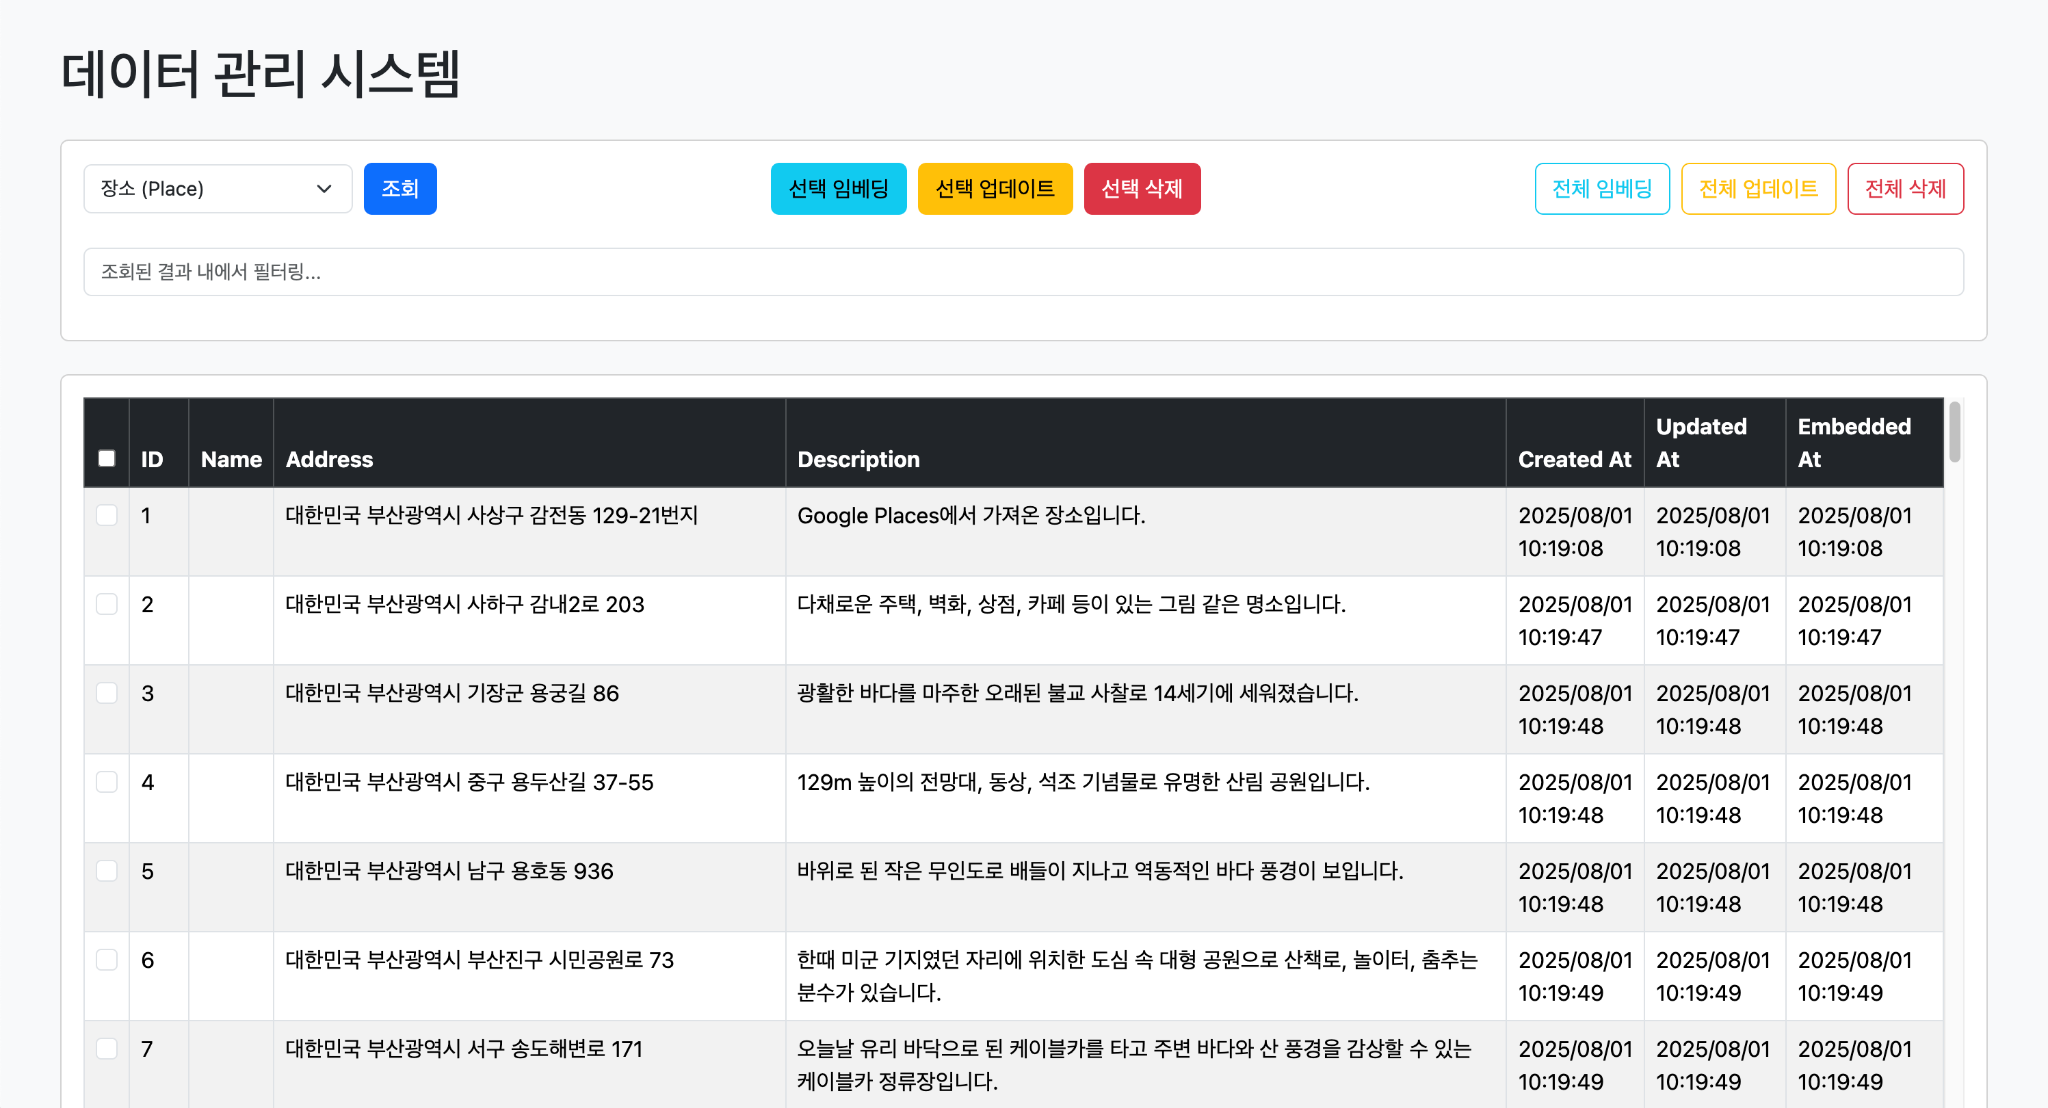 데이터 관리 시스템
장소 (Place) 조회 선택 임베딩 선택 업데이트 선택 삭제 전체 임베딩 전체 업데이트 전체 삭제
조회된 결과 내에서 필터링...
ID Name Address Description Created At Updated At Embedded At
1 대한민국 부산광역시 사상구 감전동 129-21번지 Google Places에서 가져온 장소입니다. 2025/08/01 2025/08/01 2025/08/01
10:19:08 10:19:08 10:19:08
2 대한민국 부산광역시 사하구 감내2로 203 다채로운 주택, 벽화, 상점, 카페 등이 있는 그림 같은 명소입니다. 2025/08/01 2025/08/01 2025/08/01
10:19:47 10:19:47 10:19:47
3 대한민국 부산광역시 기장군 용궁길 86 광활한 바다를 마주한 오래된 불교 사찰로 14세기에 세워졌습니다. 2025/08/01 2025/08/01 2025/08/01
10:19:48 10:19:48 10:19:48
4 대한민국 부산광역시 중구 용두산길 37-55 129m 높이의 전망대, 동상, 석조 기념물로 유명한 산림 공원입니다. 2025/08/01 2025/08/01 2025/08/01
10:19:48 10:19:48 10:19:48
5 대한민국 부산광역시 남구 용호동 936 바위로 된 작은 무인도로 배들이 지나고 역동적인 바다 풍경이 보입니다. 2025/08/01 2025/08/01 2025/08/01
10:19:48 10:19:48 10:19:48
6 대한민국 부산광역시 부산진구 시민공원로 73 한때 미군 기지였던 자리에 위치한 도심 속 대형 공원으로 산책로, 놀이터, 춤추는 2025/08/01 2025/08/01 2025/08/01
분수가 있습니다. 10:19:49 10:19:49 10:19:49
7 대한민국 부산광역시 서구 송도해변로 171 오늘날 유리 바닥으로 된 케이블카를 타고 주변 바다와 산 풍경을 감상할 수 있는 2025/08/01 2025/08/01 2025/08/01
케이블카 정류장입니다. 10:19:49 10:19:49 10:19:49